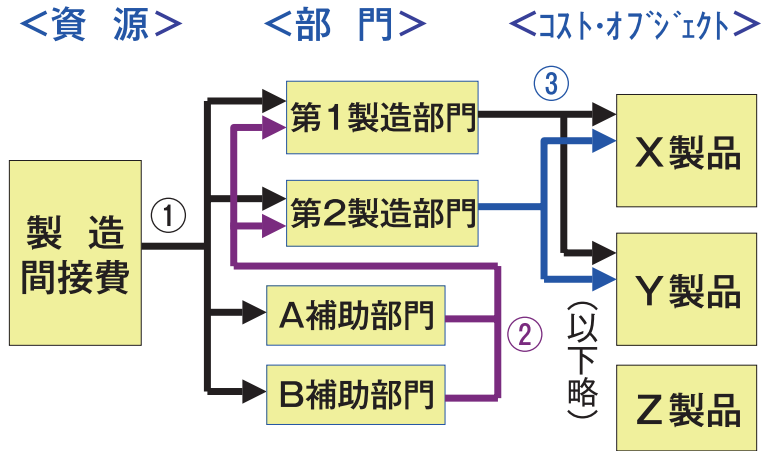 ＜資 源＞
＜部 門＞
＜コスト・オブジェクト＞
製 造
間接費
①
第1製造部門
第2製造部門
A補助部門
B補助部門
②
③
X製品
Y製品
Z製品
（以下略）